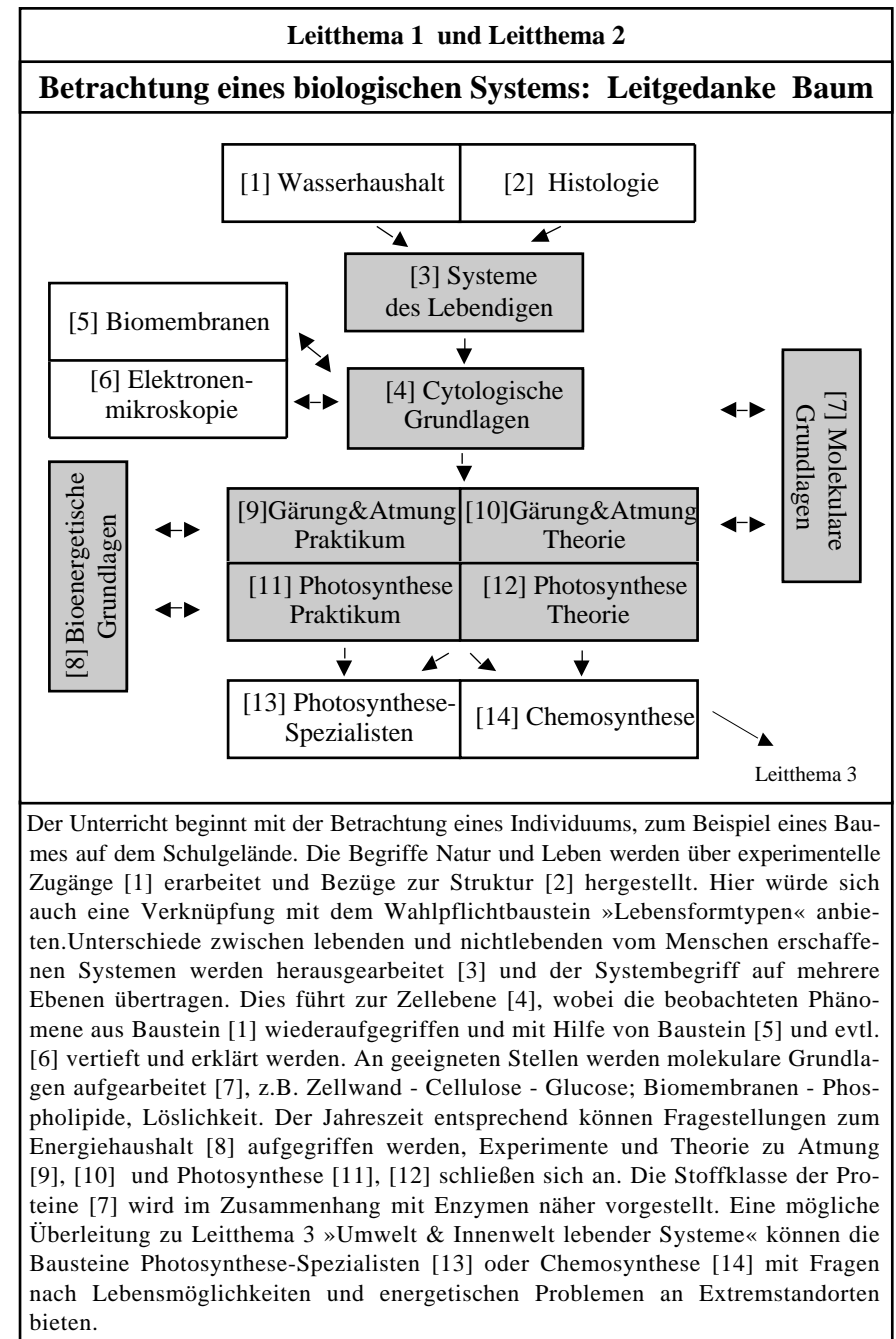 Leitthema 1 und Leitthema 2
Betrachtung eines biologischen Systems: Leitgedanke Baum
[1] Wasserhaushalt
[2] Histologie
[3] Systeme
des Lebendigen
[5] Biomembranen
[6] Elektronen-
mikroskopie
[4] Cytologische
Grundlagen
[7] Molekulare
Grundlagen
[8] Bioenergetische
Grundlagen
[9]Gärung&Atmung
Praktikum
[10]Gärung&Atmung
Theorie
[11] Photosynthese
Praktikum
[12] Photosynthese
Theorie
[13] Photosynthese-
Spezialisten
[14] Chemosynthese
Leitthema 3
Der Unterricht beginnt mit der Betrachtung eines Individuums, zum Beispiel eines Bau-
mes auf dem Schulgelände. Die Begriffe Natur und Leben werden über experimentelle
Zugänge [1] erarbeitet und Bezüge zur Struktur [2] hergestellt. Hier würde sich
auch eine Verknüpfung mit dem Wahlpflichtbaustein »Lebensformtypen« anbie-
ten.Unterschiede zwischen lebenden und nichtlebenden vom Menschen erschaffe-
nen Systemen werden herausgearbeitet [3] und der Systembegriff auf mehrere
Ebenen übertragen. Dies führt zur Zellebene [4], wobei die beobachteten Phäno-
mene aus Baustein [1] wiederaufgegriffen und mit Hilfe von Baustein [5] und evtl.
[6] vertieft und erklärt werden. An geeigneten Stellen werden molekulare Grundla-
gen aufgearbeitet [7], z.B. Zellwand - Cellulose - Glucose; Biomembranen - Phos-
pholipide, Löslichkeit. Der Jahreszeit entsprechend können Fragestellungen zum
Energiehaushalt [8] aufgegriffen werden, Experimente und Theorie zu Atmung
[9], [10] und Photosynthese [11], [12] schließen sich an. Die Stoffklasse der Pro-
teine [7] wird im Zusammenhang mit Enzymen näher vorgestellt. Eine mögliche
Überleitung zu Leitthema 3 »Umwelt & Innenwelt lebender Systeme« können die
Bausteine Photosynthese-Spezialisten [13] oder Chemosynthese [14] mit Fragen
nach Lebensmöglichkeiten und energetischen Problemen an Extremstandorten
bieten.